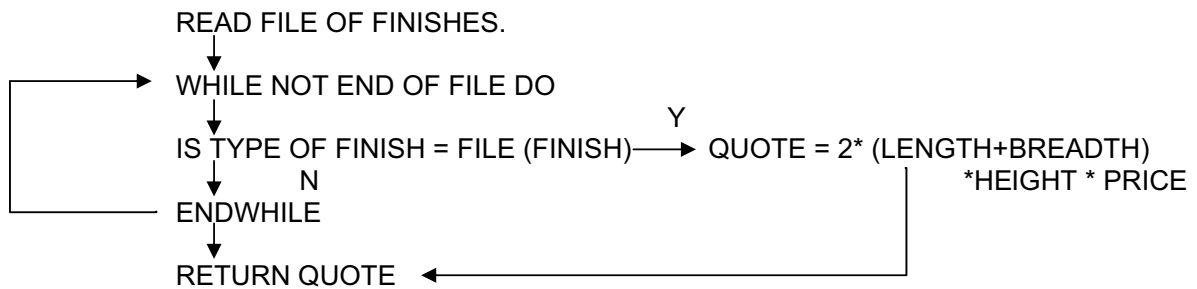 READ FILE OF FINISHES.
WHILE NOT END OF FILE DO
Y
IS TYPE OF FINISH = FILE (FINISH) QUOTE = 2* (LENGTH+BREADTH)
N *HEIGHT * PRICE
ENDWHILE
RETURN QUOTE